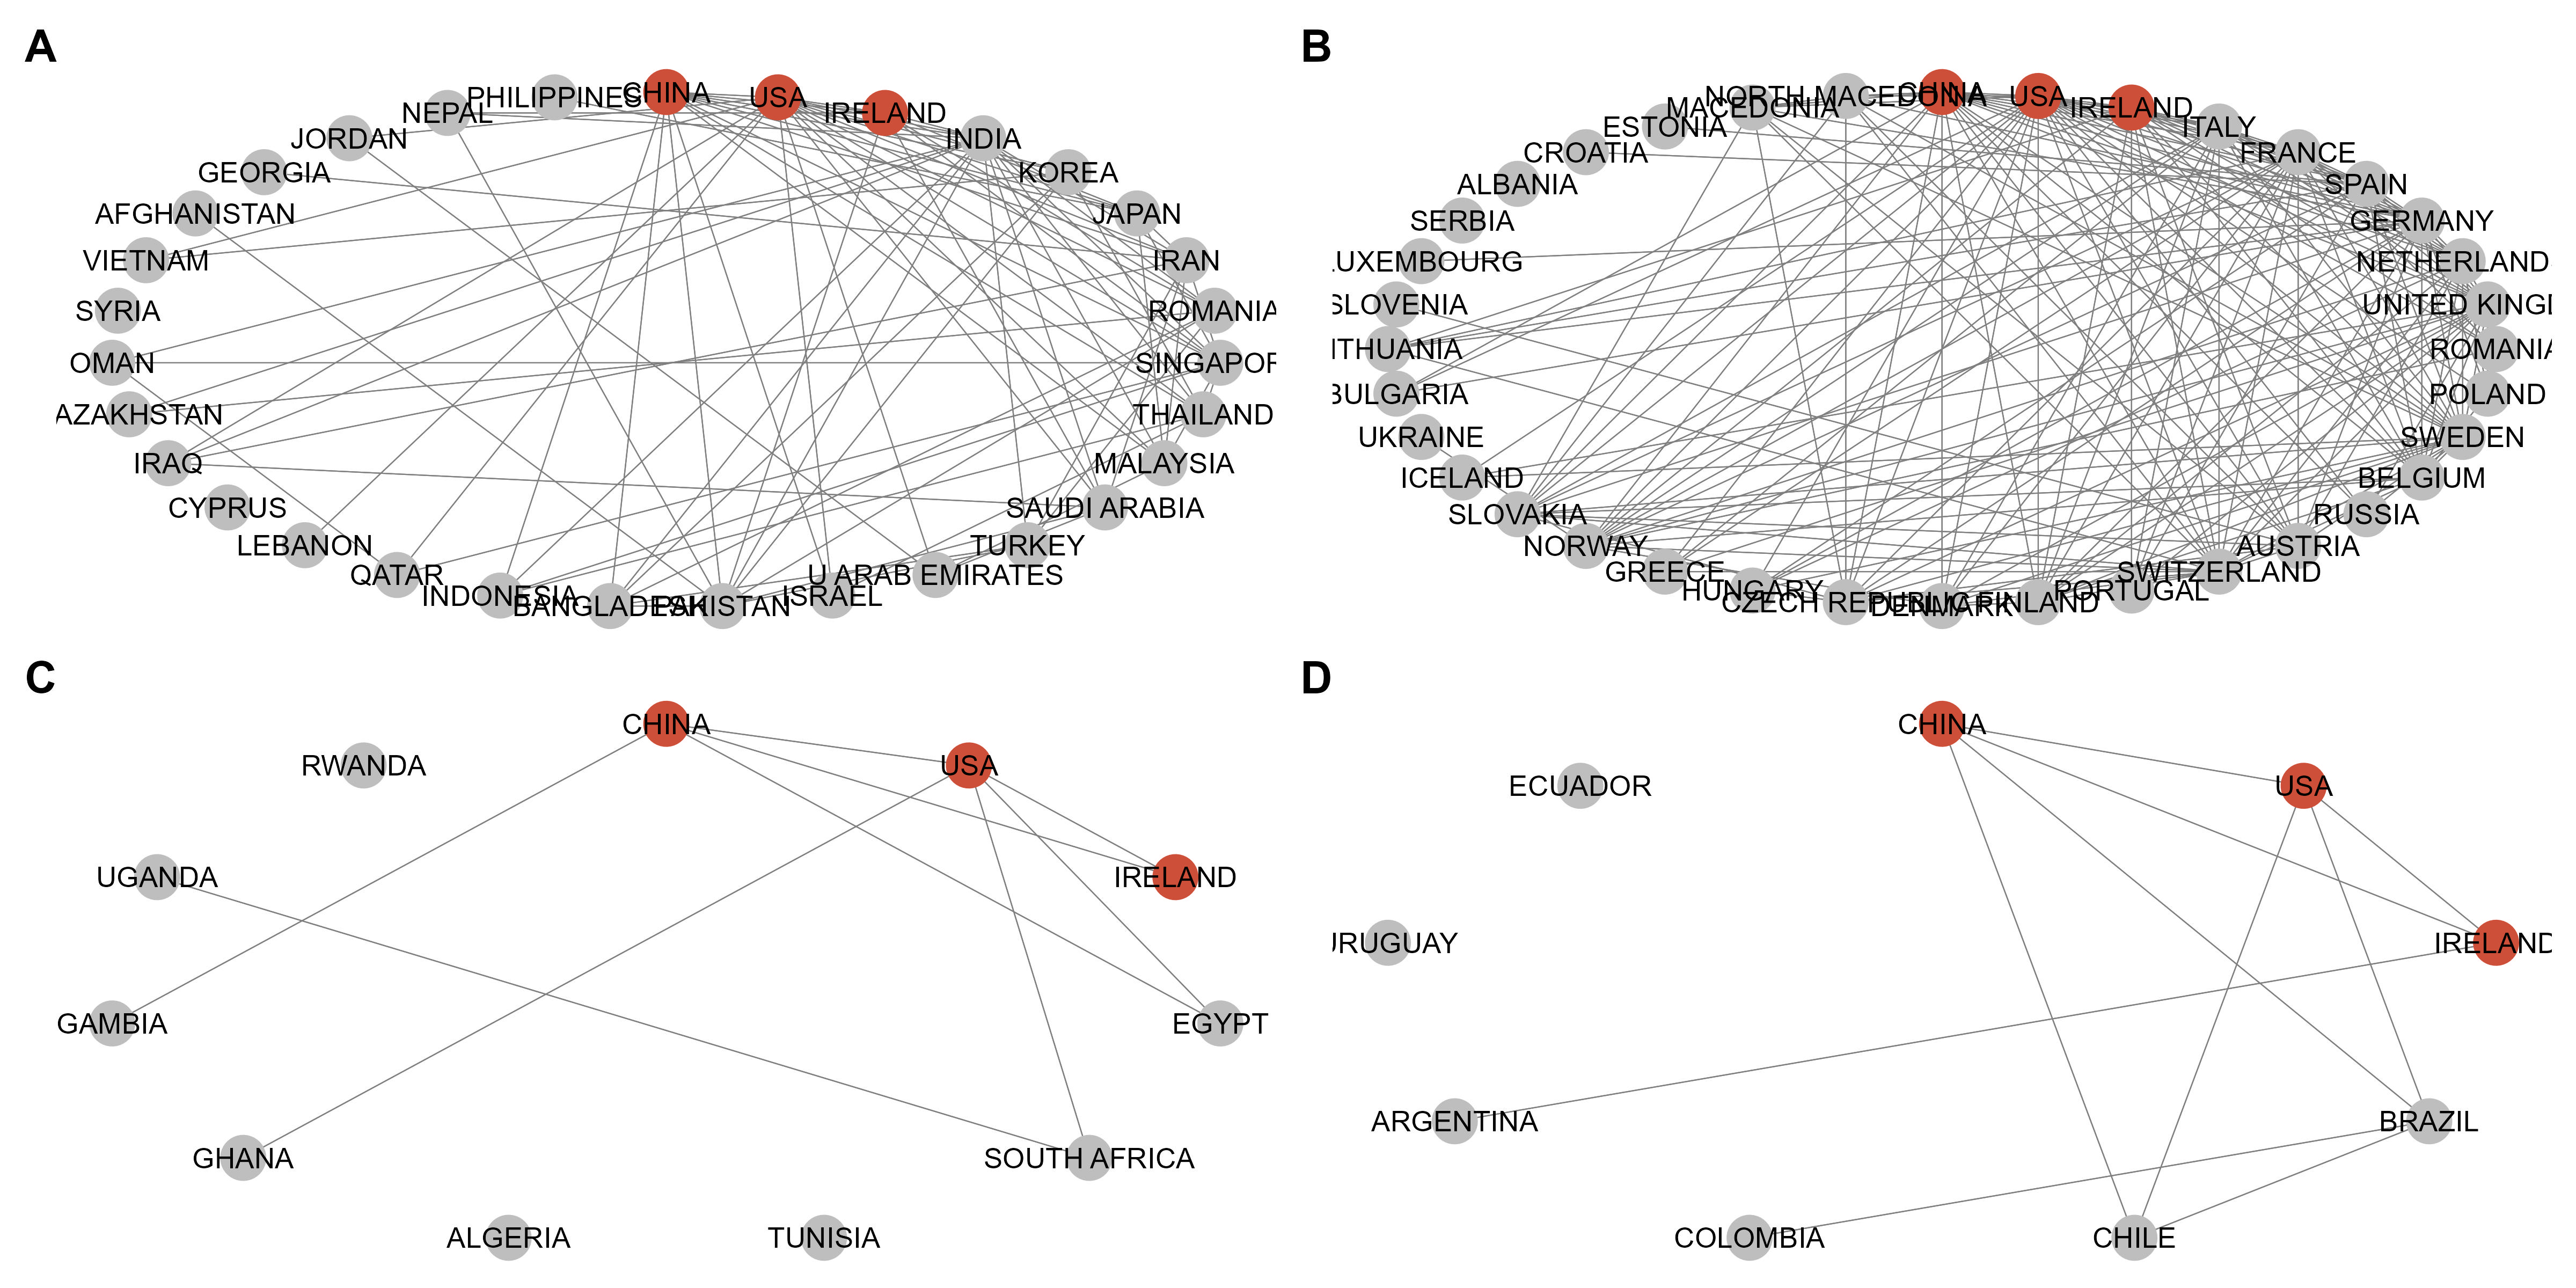 A
PHILIPPINES
CHINA
USA
IRELAND
NEPAL
INDIA
JORDAN
KOREA
GEORGIA
JAPAN
AFGHANISTAN
IRAN
VIETNAM
ROMANIA
SYRIA
SINGAPOR
OMAN
THAILAND
AZAKHSTAN
MALAYSIA
IRAQ
SAUDI ARABIA
CYPRUS
TURKEY
LEBANON
U ARAB EMIRATES
QATAR
ISRAEL
INDONESIA
BANGLADESH
PAKISTAN
B
NORTH MACEDONIA
CHINA
USA
IRELAND
MACEDONIA
ITALY
ESTONIA
FRANCE
CROATIA
SPAIN
ALBANIA
GERMANY
SERBIA
NETHERLAND
UXEMBOURG
UNITED KINGD
SLOVENIA
ROMANIA
ITHUANIA
POLAND
BULGARIA
SWEDEN
UKRAINE
BELGIUM
ICELAND
RUSSIA
SLOVAKIA
AUSTRIA
NORWAY
SWITZERLAND
GREECE
PORTUGAL
HUNGARY
FINLAND
CZECH REPUBLIC
DENMARK
C
CHINA
RWANDA
USA
UGANDA
IRELAND
GAMBIA
EGYPT
GHANA
SOUTH AFRICA
ALGERIA
TUNISIA
D
CHINA
ECUADOR
USA
URUGUAY
IRELAND
ARGENTINA
BRAZIL
COLOMBIA
CHILE